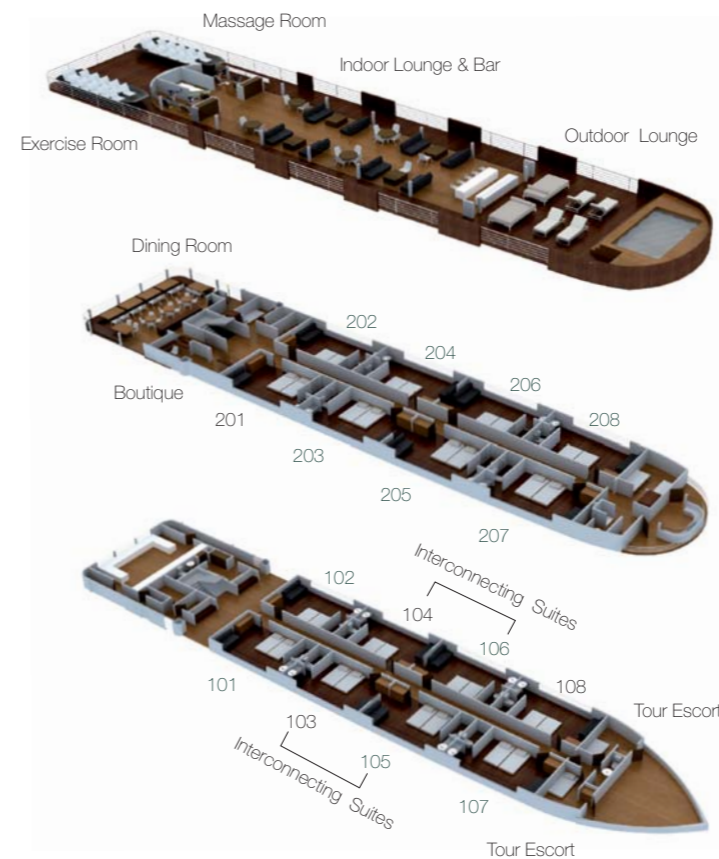 Massage Room
Indoor Lounge & Bar
Outdoor Lounge
Exercise Room
Dining Room
202
204
206
208
Boutique
201
203
205
207
Interconnecting Suites
102
104
106
108
Tour Escort
101
103
105
107
Interconnecting Suites
Tour Escort